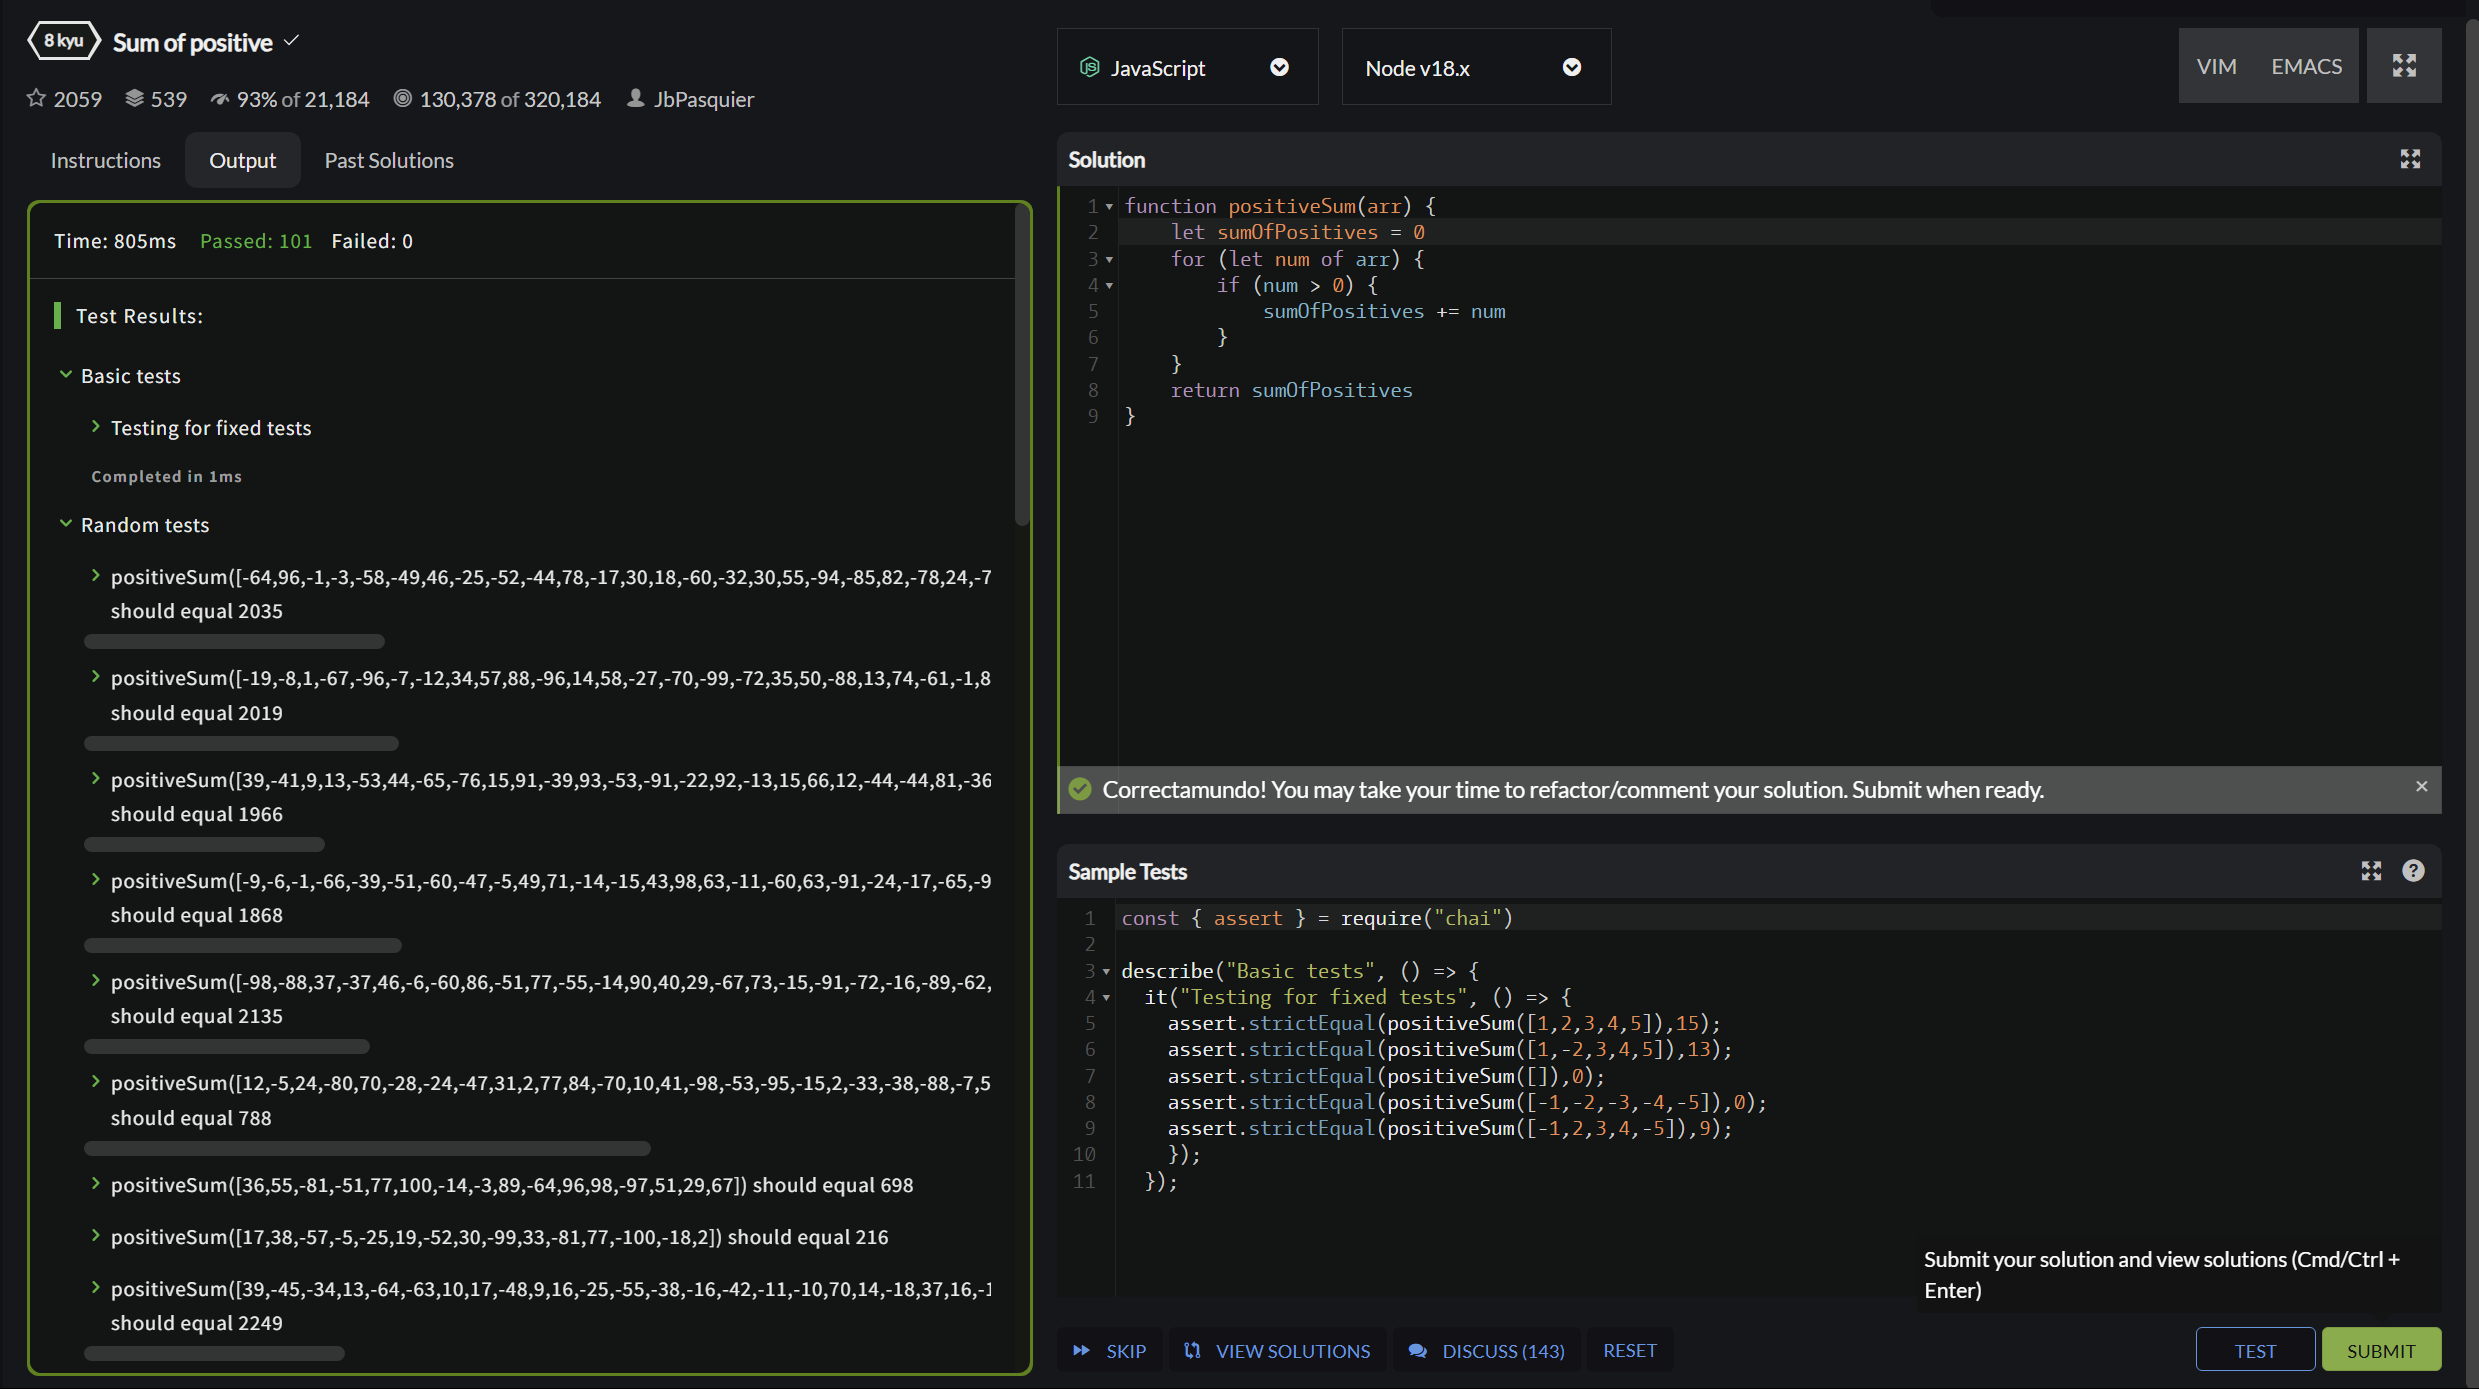 8 kyu
Sum of positive
2059 539 93% of 21,184 130,378 of 320,184 JbPasquier
Instructions Output Past Solutions
Time: 805ms Passed: 101 Failed: 0
Test Results:
Basic tests
Testing for fixed tests
Completed in 1ms
Random tests
positiveSum([-64,96,-1,-3,-58,-49,46,-25,-52,-44,78,-17,30,18,-60,-32,30,55,-94,-85,82,-78,24,-7
should equal 2035
positiveSum([-19,-8,1,-67,-96,-7,-12,34,57,88,-96,14,58,-27,-70,-99,-72,35,50,-88,13,74,-61,-1,8
should equal 2019
positiveSum([39,-41,9,13,-53,44,-65,-76,15,91,-39,93,-53,-91,-22,92,-13,15,66,12,-44,-44,81,-36
should equal 1966
positiveSum([-9,-6,-1,-66,-39,-51,-60,-47,-5,49,71,-14,-15,43,98,63,-11,-60,63,-91,-24,-17,-65,-9
should equal 1868
positiveSum([-98,-88,37,-37,46,-6,-60,86,-51,77,-55,-14,90,40,29,-67,73,-15,-91,-72,-16,-89,-62,
should equal 2135
positiveSum([12,-5,24,-80,70,-28,-24,-47,31,2,77,84,-70,10,41,-98,-53,-95,-15,2,-33,-38,-88,-7,5
should equal 788
positiveSum([36,55,-81,-51,77,100,-14,-3,89,-64,96,98,-97,51,29,67]) should equal 698
positiveSum([17,38,-57,-5,-25,19,-52,30,-99,33,-81,77,-100,-18,2]) should equal 216
positiveSum([39,-45,-34,13,-64,-63,10,17,-48,9,16,-25,-55,-38,-16,-42,-11,-10,70,14,-18,37,16,-1
should equal 2249
JavaScript
Node v18.x
VIM EMACS
Solution
1 function positiveSum(arr) {
2     let sumOfPositives = 0
3     for (let num of arr) {
4         if (num > 0) {
5             sumOfPositives += num
6         }
7     }
8     return sumOfPositives
9 }
Correctamundo! You may take your time to refactor/comment your solution. Submit when ready.
Sample Tests
1 const { assert } = require("chai")
2
3 describe("Basic tests", () => {
4   it("Testing for fixed tests", () => {
5     assert.strictEqual(positiveSum([1,2,3,4,5]),15);
6     assert.strictEqual(positiveSum([1,-2,3,4,5]),13);
7     assert.strictEqual(positiveSum([]),0);
8     assert.strictEqual(positiveSum([-1,-2,-3,-4,-5]),0);
9     assert.strictEqual(positiveSum([-1,2,3,4,-5]),9);
10     });
11   });
Submit your solution and view solutions (Cmd/Ctrl +
Enter)
SKIP VIEW SOLUTIONS DISCUSS (143) RESET
TEST SUBMIT